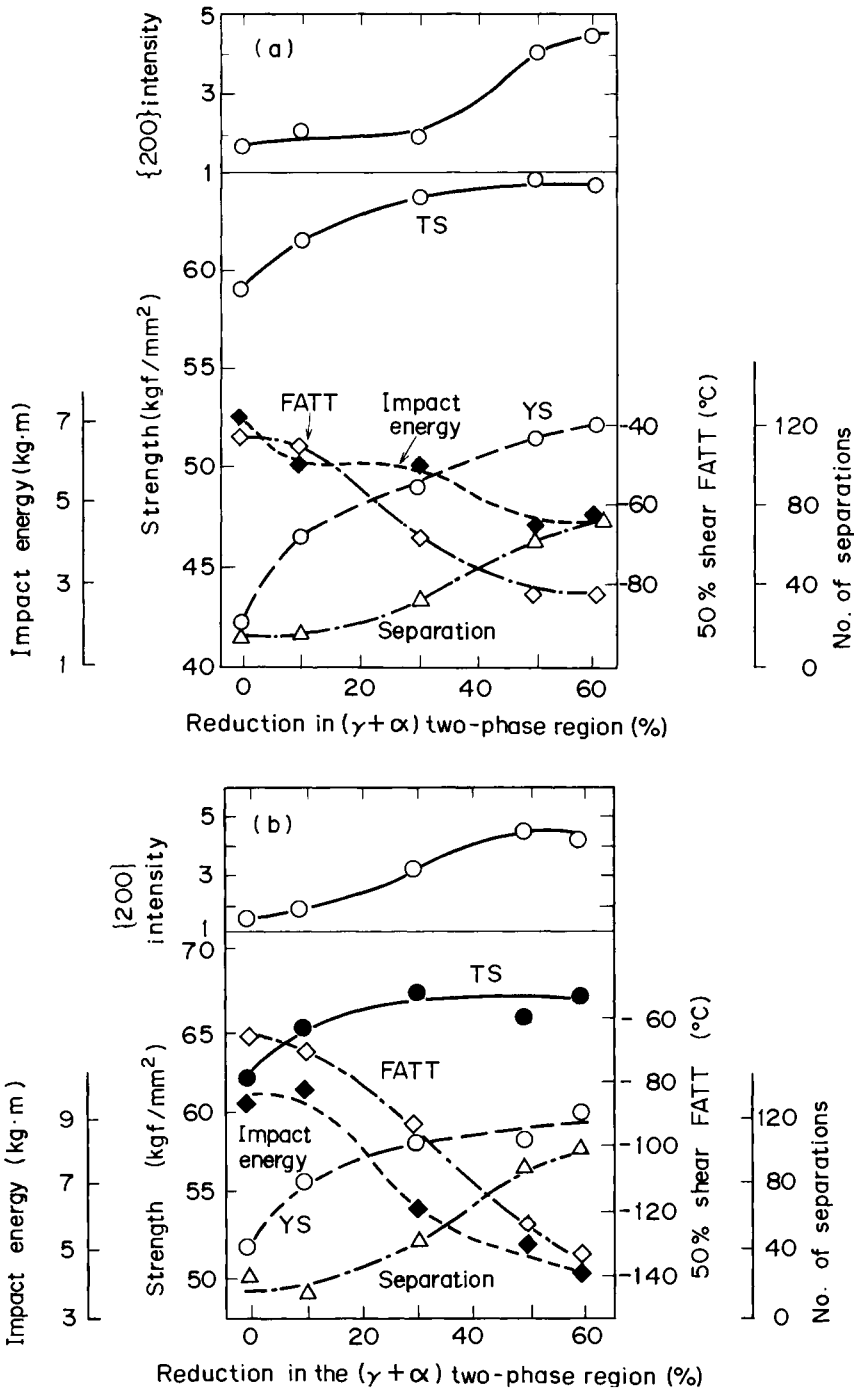 (a)
{200} intensity
5
3
1
TS
60
55
50
45
40
Strength (kgf/mm²)
Impact energy (kg·m)
7
5
3
1
FATT
Impact
energy
YS
Separation
-40
-60
-80
50% shear FATT (°C)
120
80
40
0
No. of separations
0
20
40
60
Reduction in (γ+α) two-phase region (%)
(b)
{200}
intensity
5
3
1
70
65
60
55
50
Strength (kgf/mm²)
Impact energy (kg·m)
9
7
5
3
TS
FATT
Impact
energy
YS
Separation
-60
-80
-100
-120
-140
50% shear FATT (°C)
120
80
40
0
No. of separations
0
20
40
60
Reduction in the (γ+α) two-phase region (%)